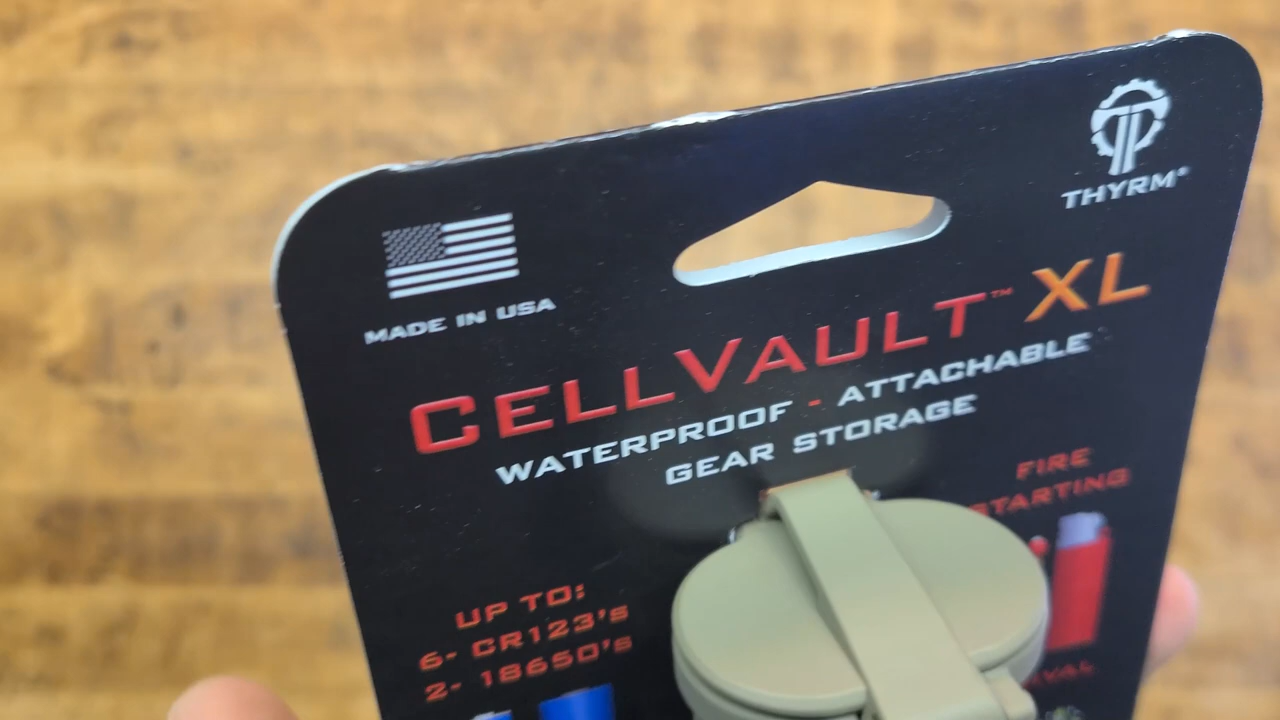 THYRM®
MADE IN USA
CELLVAULT™ XL
WATERPROOF - ATTACHABLE
GEAR STORAGE
FIRE
STARTING
UP TO:
6- CR123's
2- 18650's